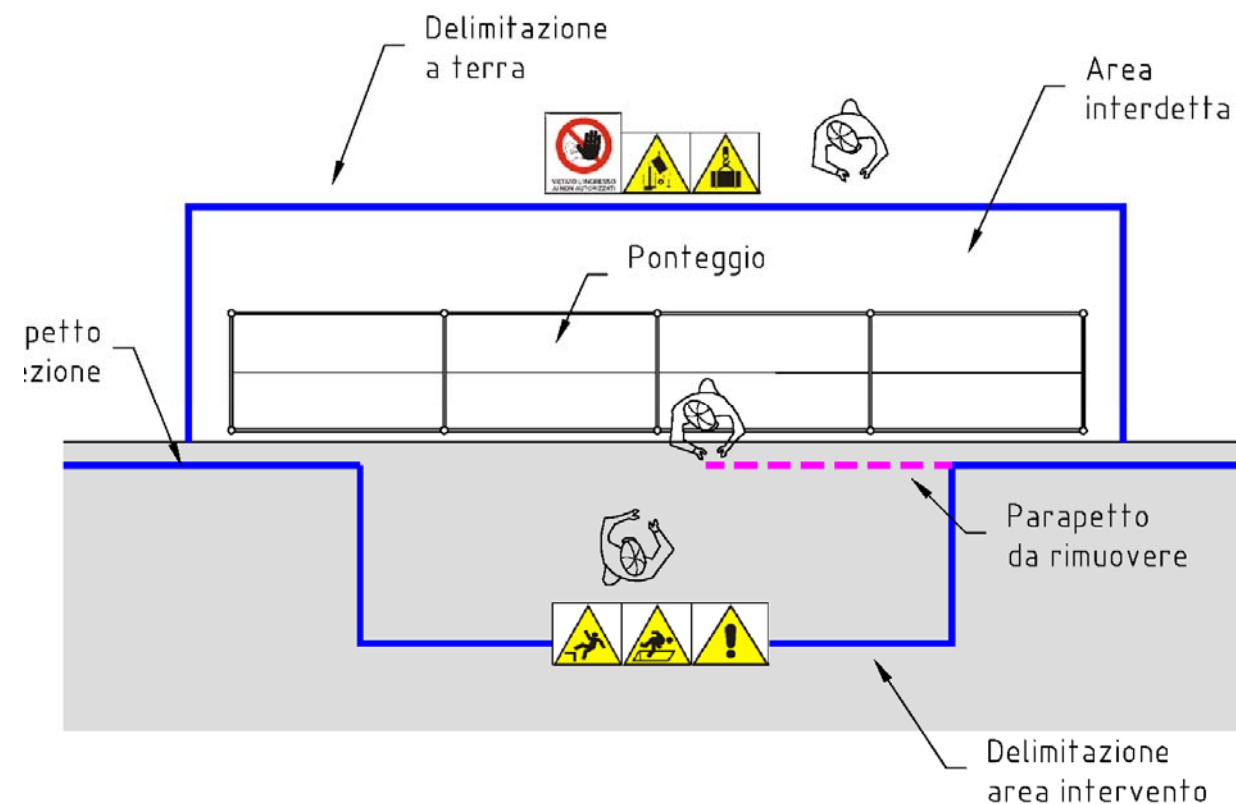 Delimitazione
a terra
Area
interdetta
VIETATO L'INGRESSO
AI NON AUTORIZZATI
Ponteggio
petto
ezione
Parapetto
da rimuovere
Delimitazione
area intervento